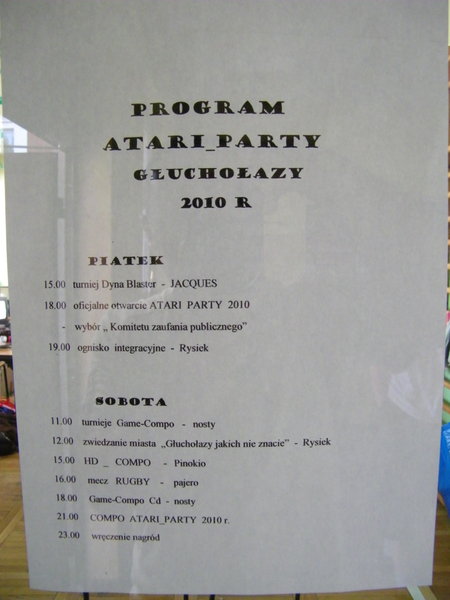 PROGRAM
ATARI_PARTY
GŁUCHOŁAZY
2010 R
PIATEK
15.00 turniej Dyna Blaster - JACQUES
18.00 oficjalne otwarcie ATARI PARTY 2010
- wybór „ Komitetu zaufania publicznego”
19.00 ognisko integracyjne - Rysiek
SOBOTA
11.00 turnieje Game-Compo - nosty
12.00 zwiedzanie miasta „Głuchołazy jakich nie znacie” - Rysiek
15.00 HD _ COMPO - Pinokio
16.00 mecz RUGBY - pajero
18.00 Game-Compo Cd - nosty
21.00 COMPO ATARI_PARTY 2010 r.
23.00 wręczenie nagród